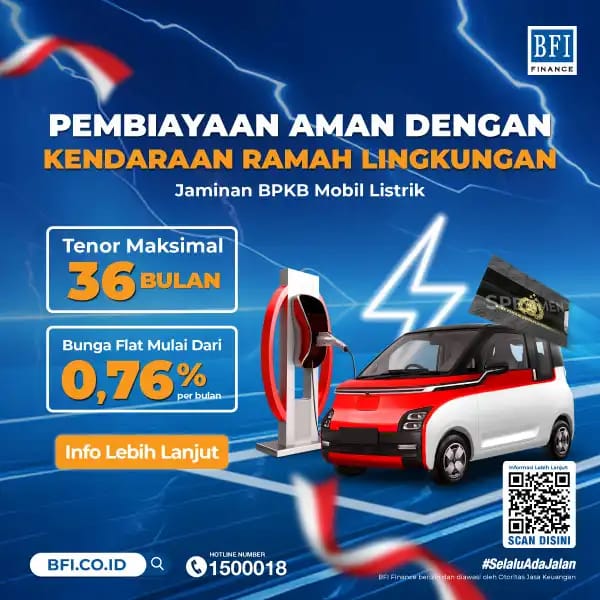 BFI
FINANCE
PEMBIAYAAN AMAN DENGAN
KENDARAAN RAMAH LINGKUNGAN
Jaminan BPKB Mobil Listrik
Tenor Maksimal
36 BULAN
Bunga Flat Mulai Dari
0,76%
per bulan
Info Lebih Lanjut
SPECIMEN
Informasi Lebih Lanjut
SCAN DISINI
BFI.CO.ID
HOTLINE NUMBER
1500018
#SelaluAdaJalan
BFI Finance berizin dan diawasi oleh Otoritas Jasa Keuangan